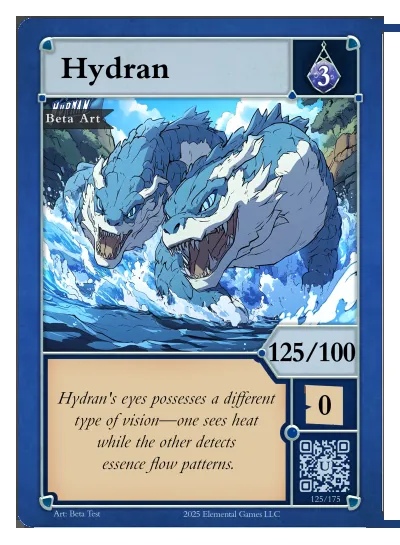 Hydran
3
Beta Art
125/100
Hydran's eyes possesses a different
type of vision—one sees heat
while the other detects
essence flow patterns.
0
U
125/175
Art: Beta Test
2025 Elemental Games LLC